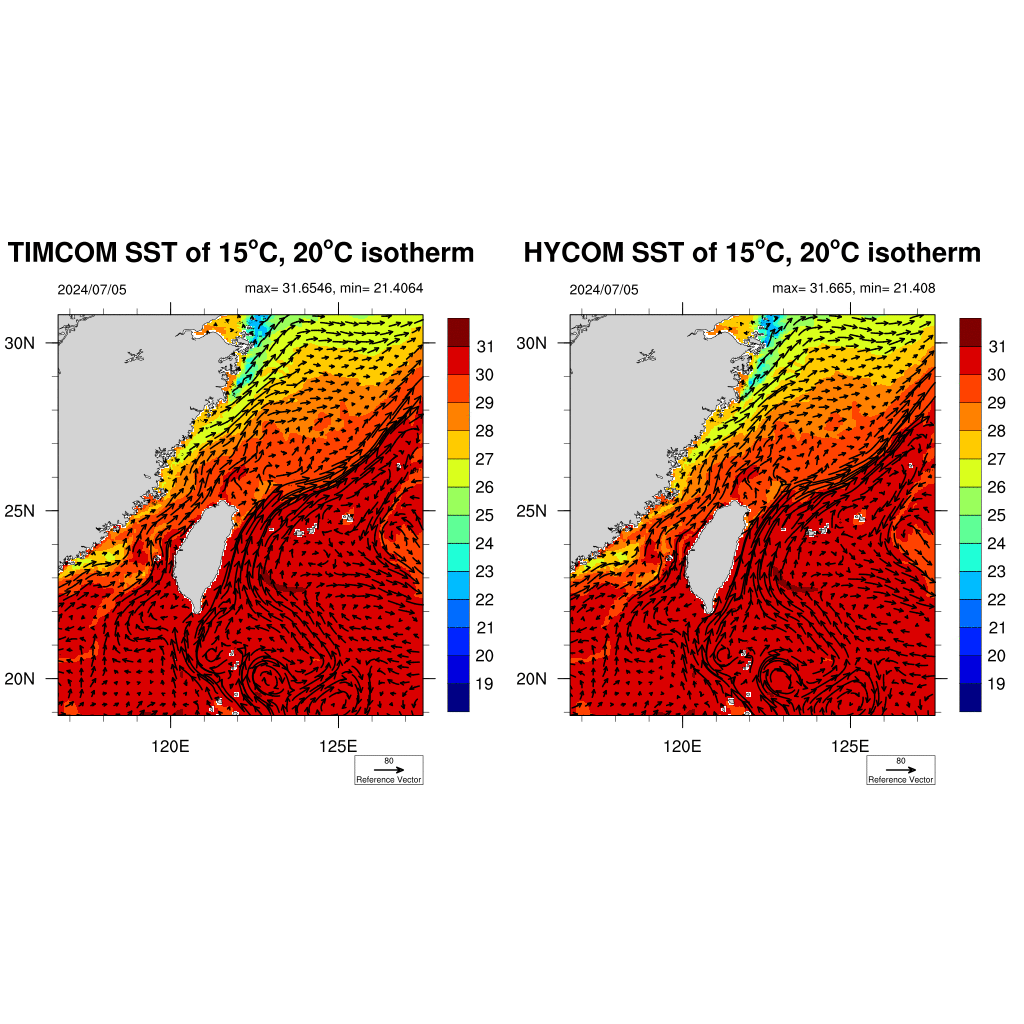 TIMCOM SST of 15°C, 20°C isotherm
2024/07/05
max= 31.6546, min= 21.4064
30N
25N
20N
120E
125E
31
30
29
28
27
26
25
24
23
22
21
20
19
80
Reference Vector
HYCOM SST of 15°C, 20°C isotherm
2024/07/05
max= 31.665, min= 21.408
30N
25N
20N
120E
125E
31
30
29
28
27
26
25
24
23
22
21
20
19
80
Reference Vector